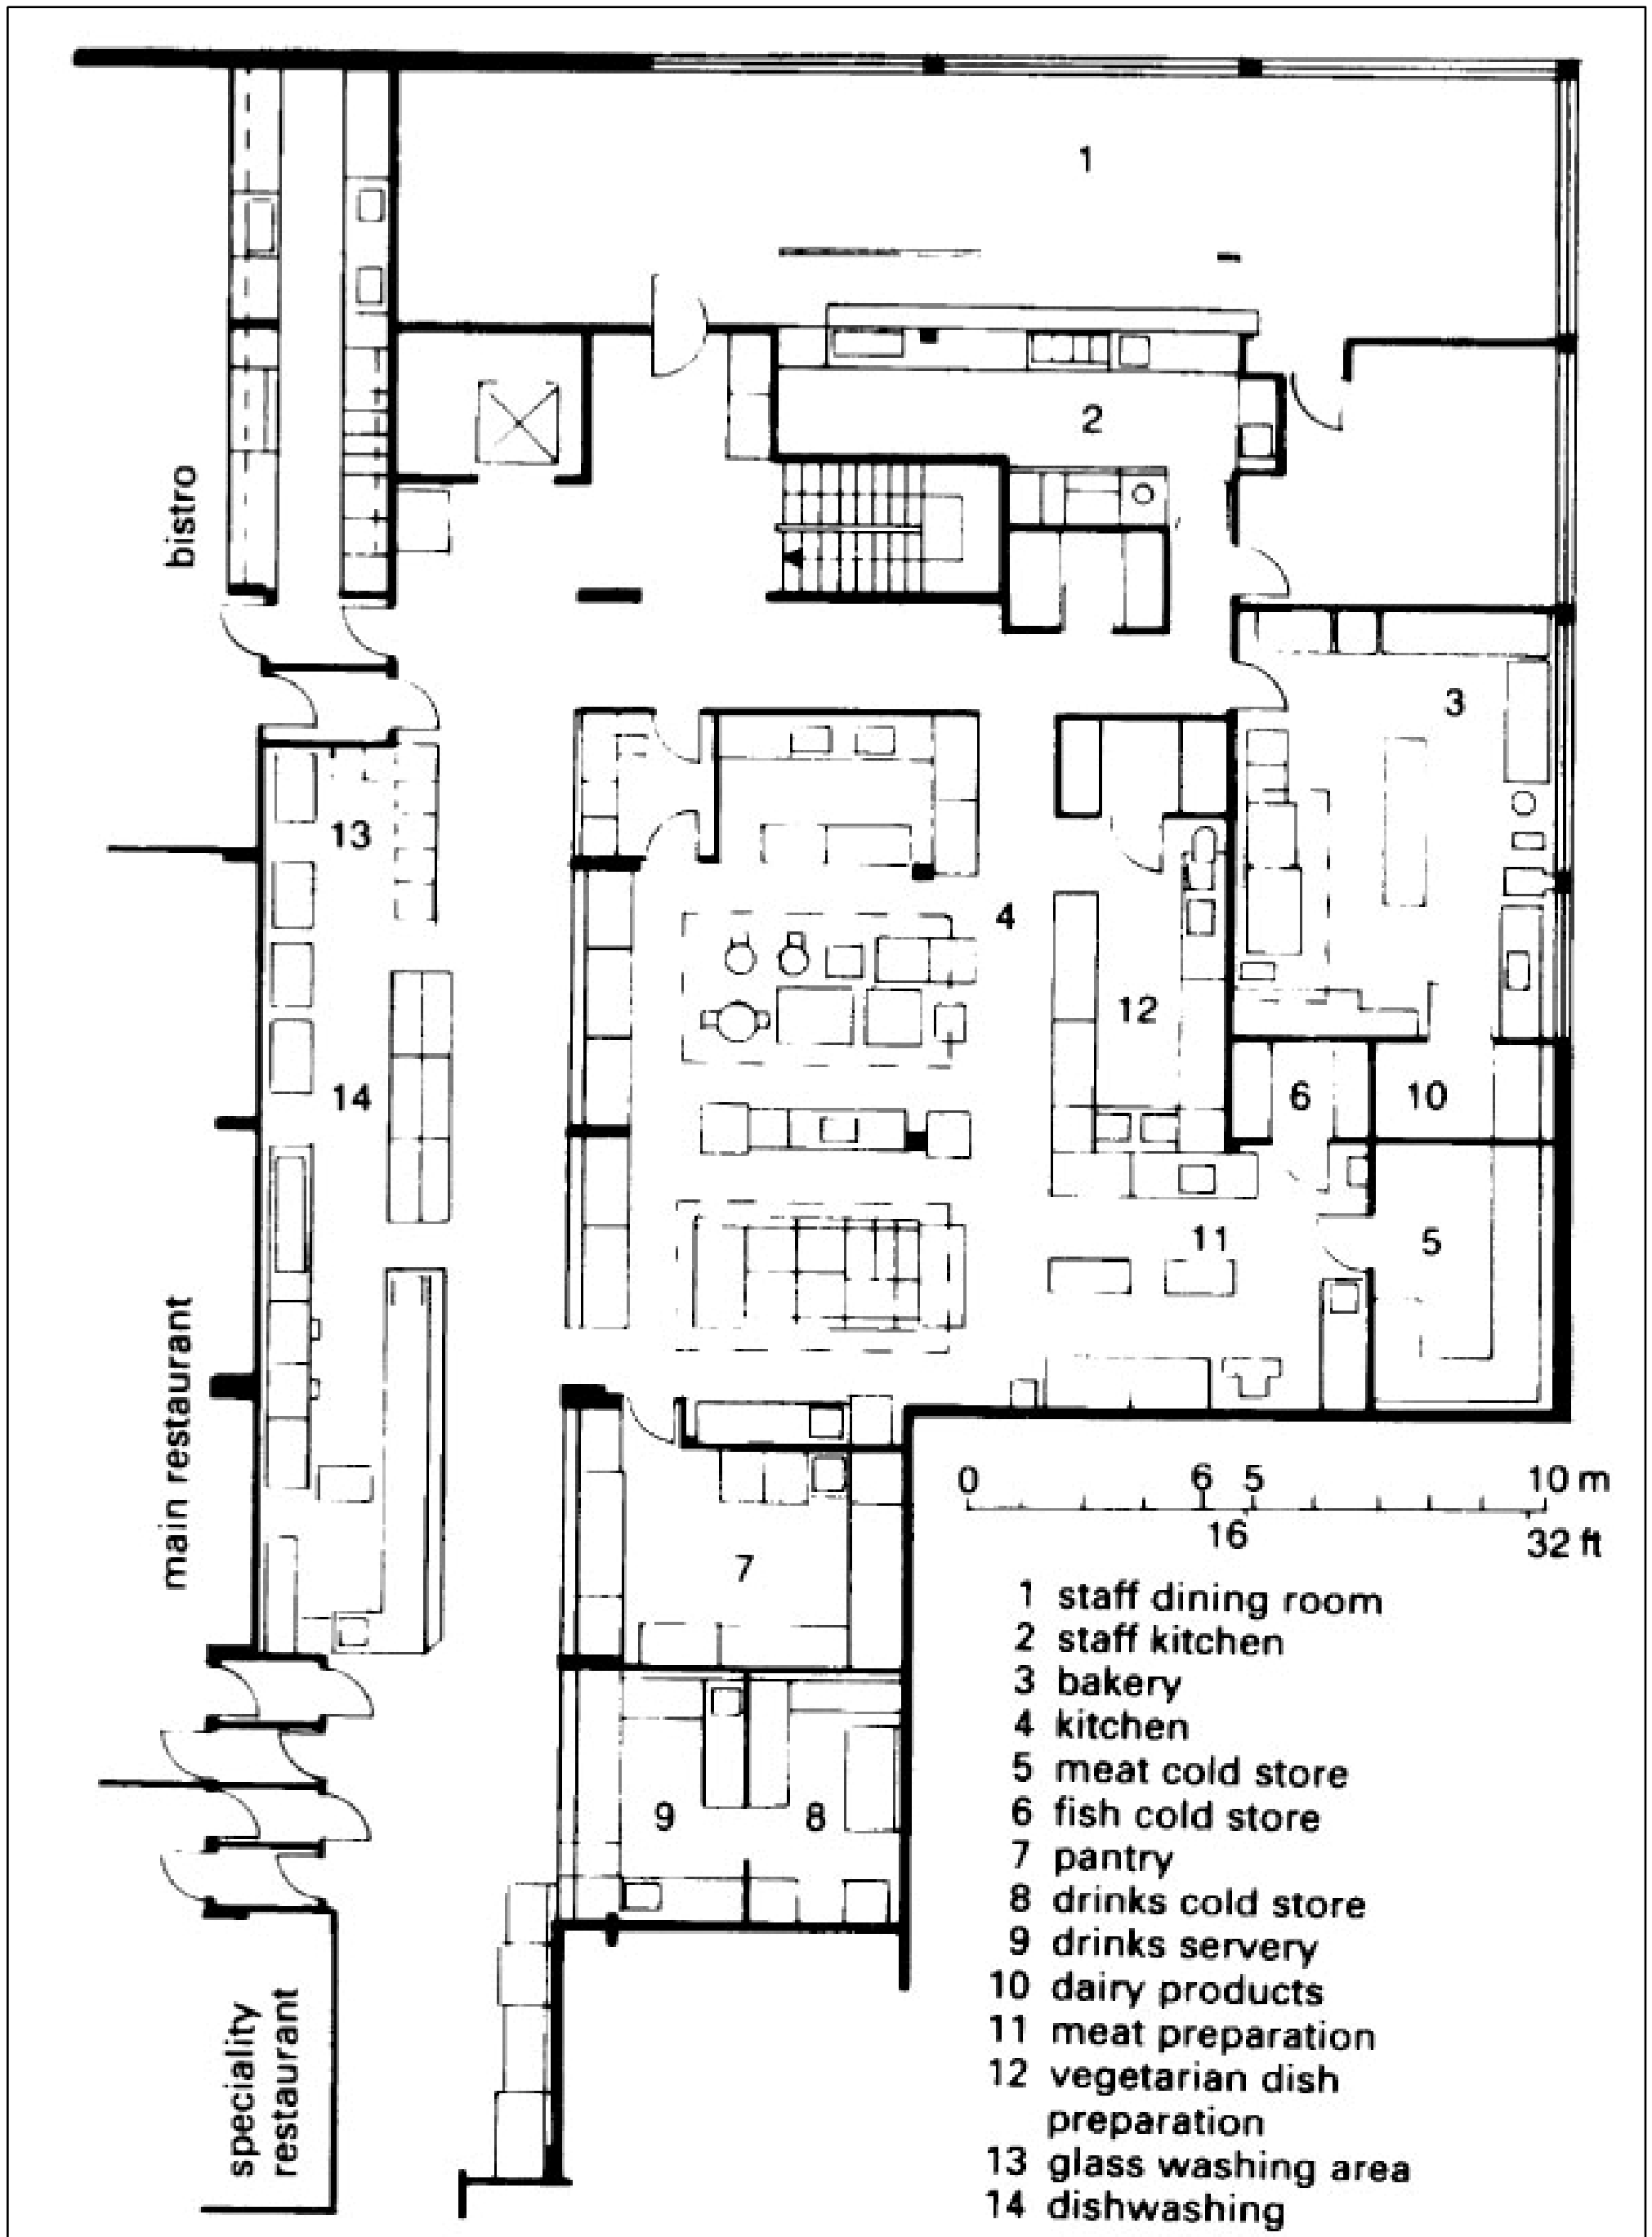 1
2
bistro
3
13
4
12
14
6
10
11
5
main restaurant
0 6 5 10 m
16 32 ft
7
9
8
speciality
restaurant
1 staff dining room
2 staff kitchen
3 bakery
4 kitchen
5 meat cold store
6 fish cold store
7 pantry
8 drinks cold store
9 drinks servery
10 dairy products
11 meat preparation
12 vegetarian dish
preparation
13 glass washing area
14 dishwashing